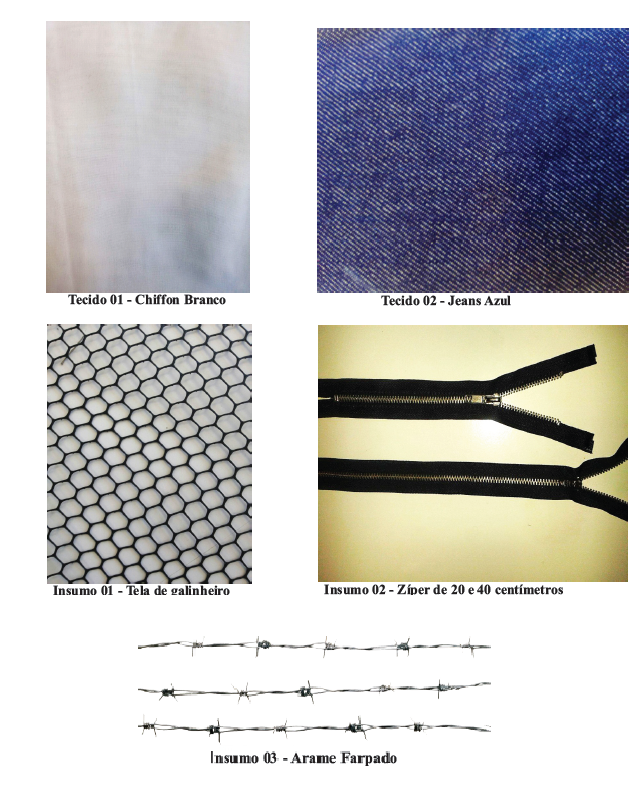 Tecido 01 - Chiffon Branco
Tecido 02 - Jeans Azul
Insumo 01 - Tela de galinheiro
Insumo 02 - Zíper de 20 e 40 centímetros
Insumo 03 - Arame Farpado